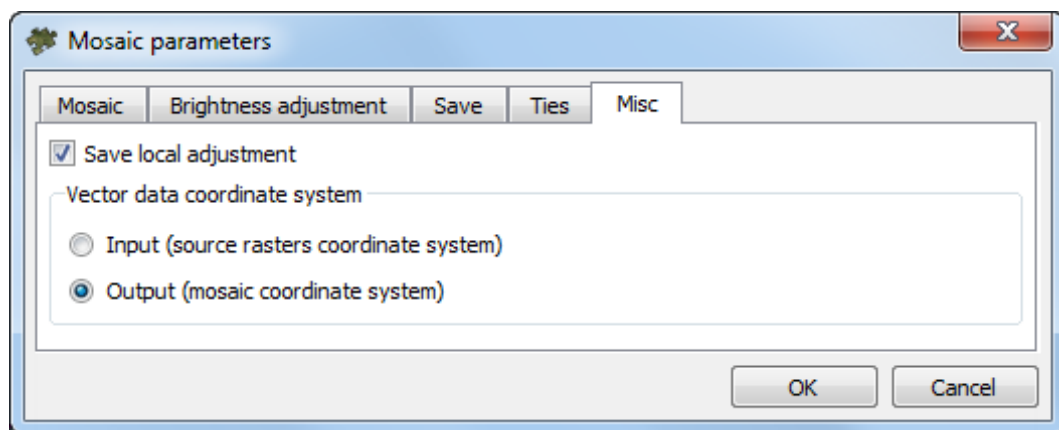 Mosaic parameters
Mosaic Brightness adjustment Save Ties Misc
Save local adjustment
Vector data coordinate system
Input (source rasters coordinate system)
Output (mosaic coordinate system)
OK Cancel